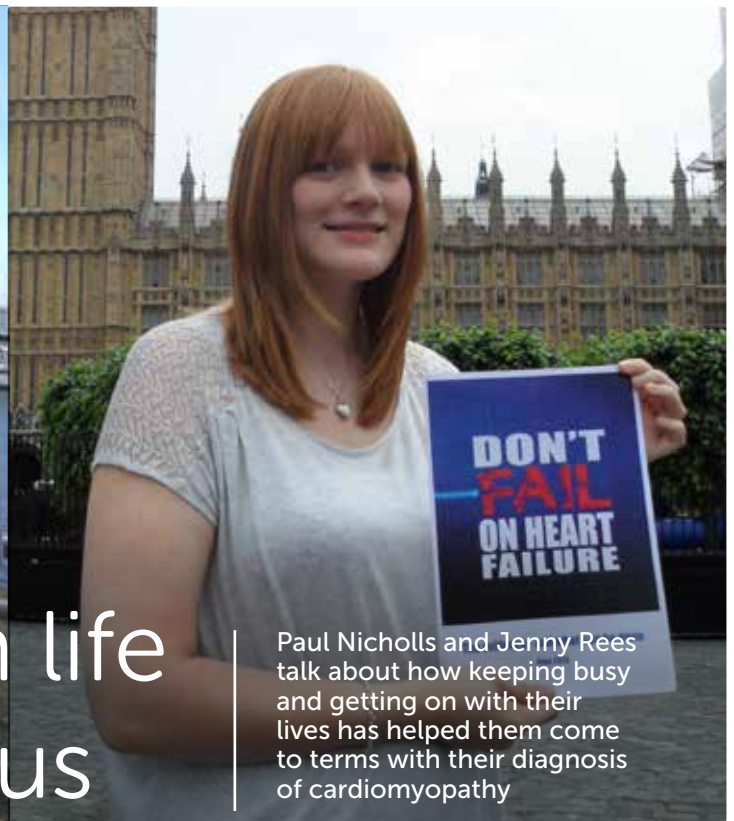 DON'T
FAIL
ON HEART
FAILURE
life
us
Paul Nicholls and Jenny Rees
talk about how keeping busy
and getting on with their
lives has helped them come
to terms with their diagnosis
of cardiomyopathy